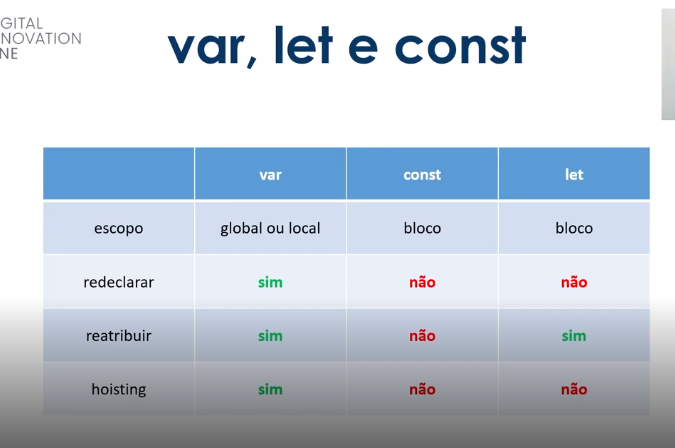 GITAL
NOVATION
NE
var, let e const
var const let
escopo global ou local bloco bloco
redeclarar sim não não
reatribuir sim não sim
hoisting sim não não